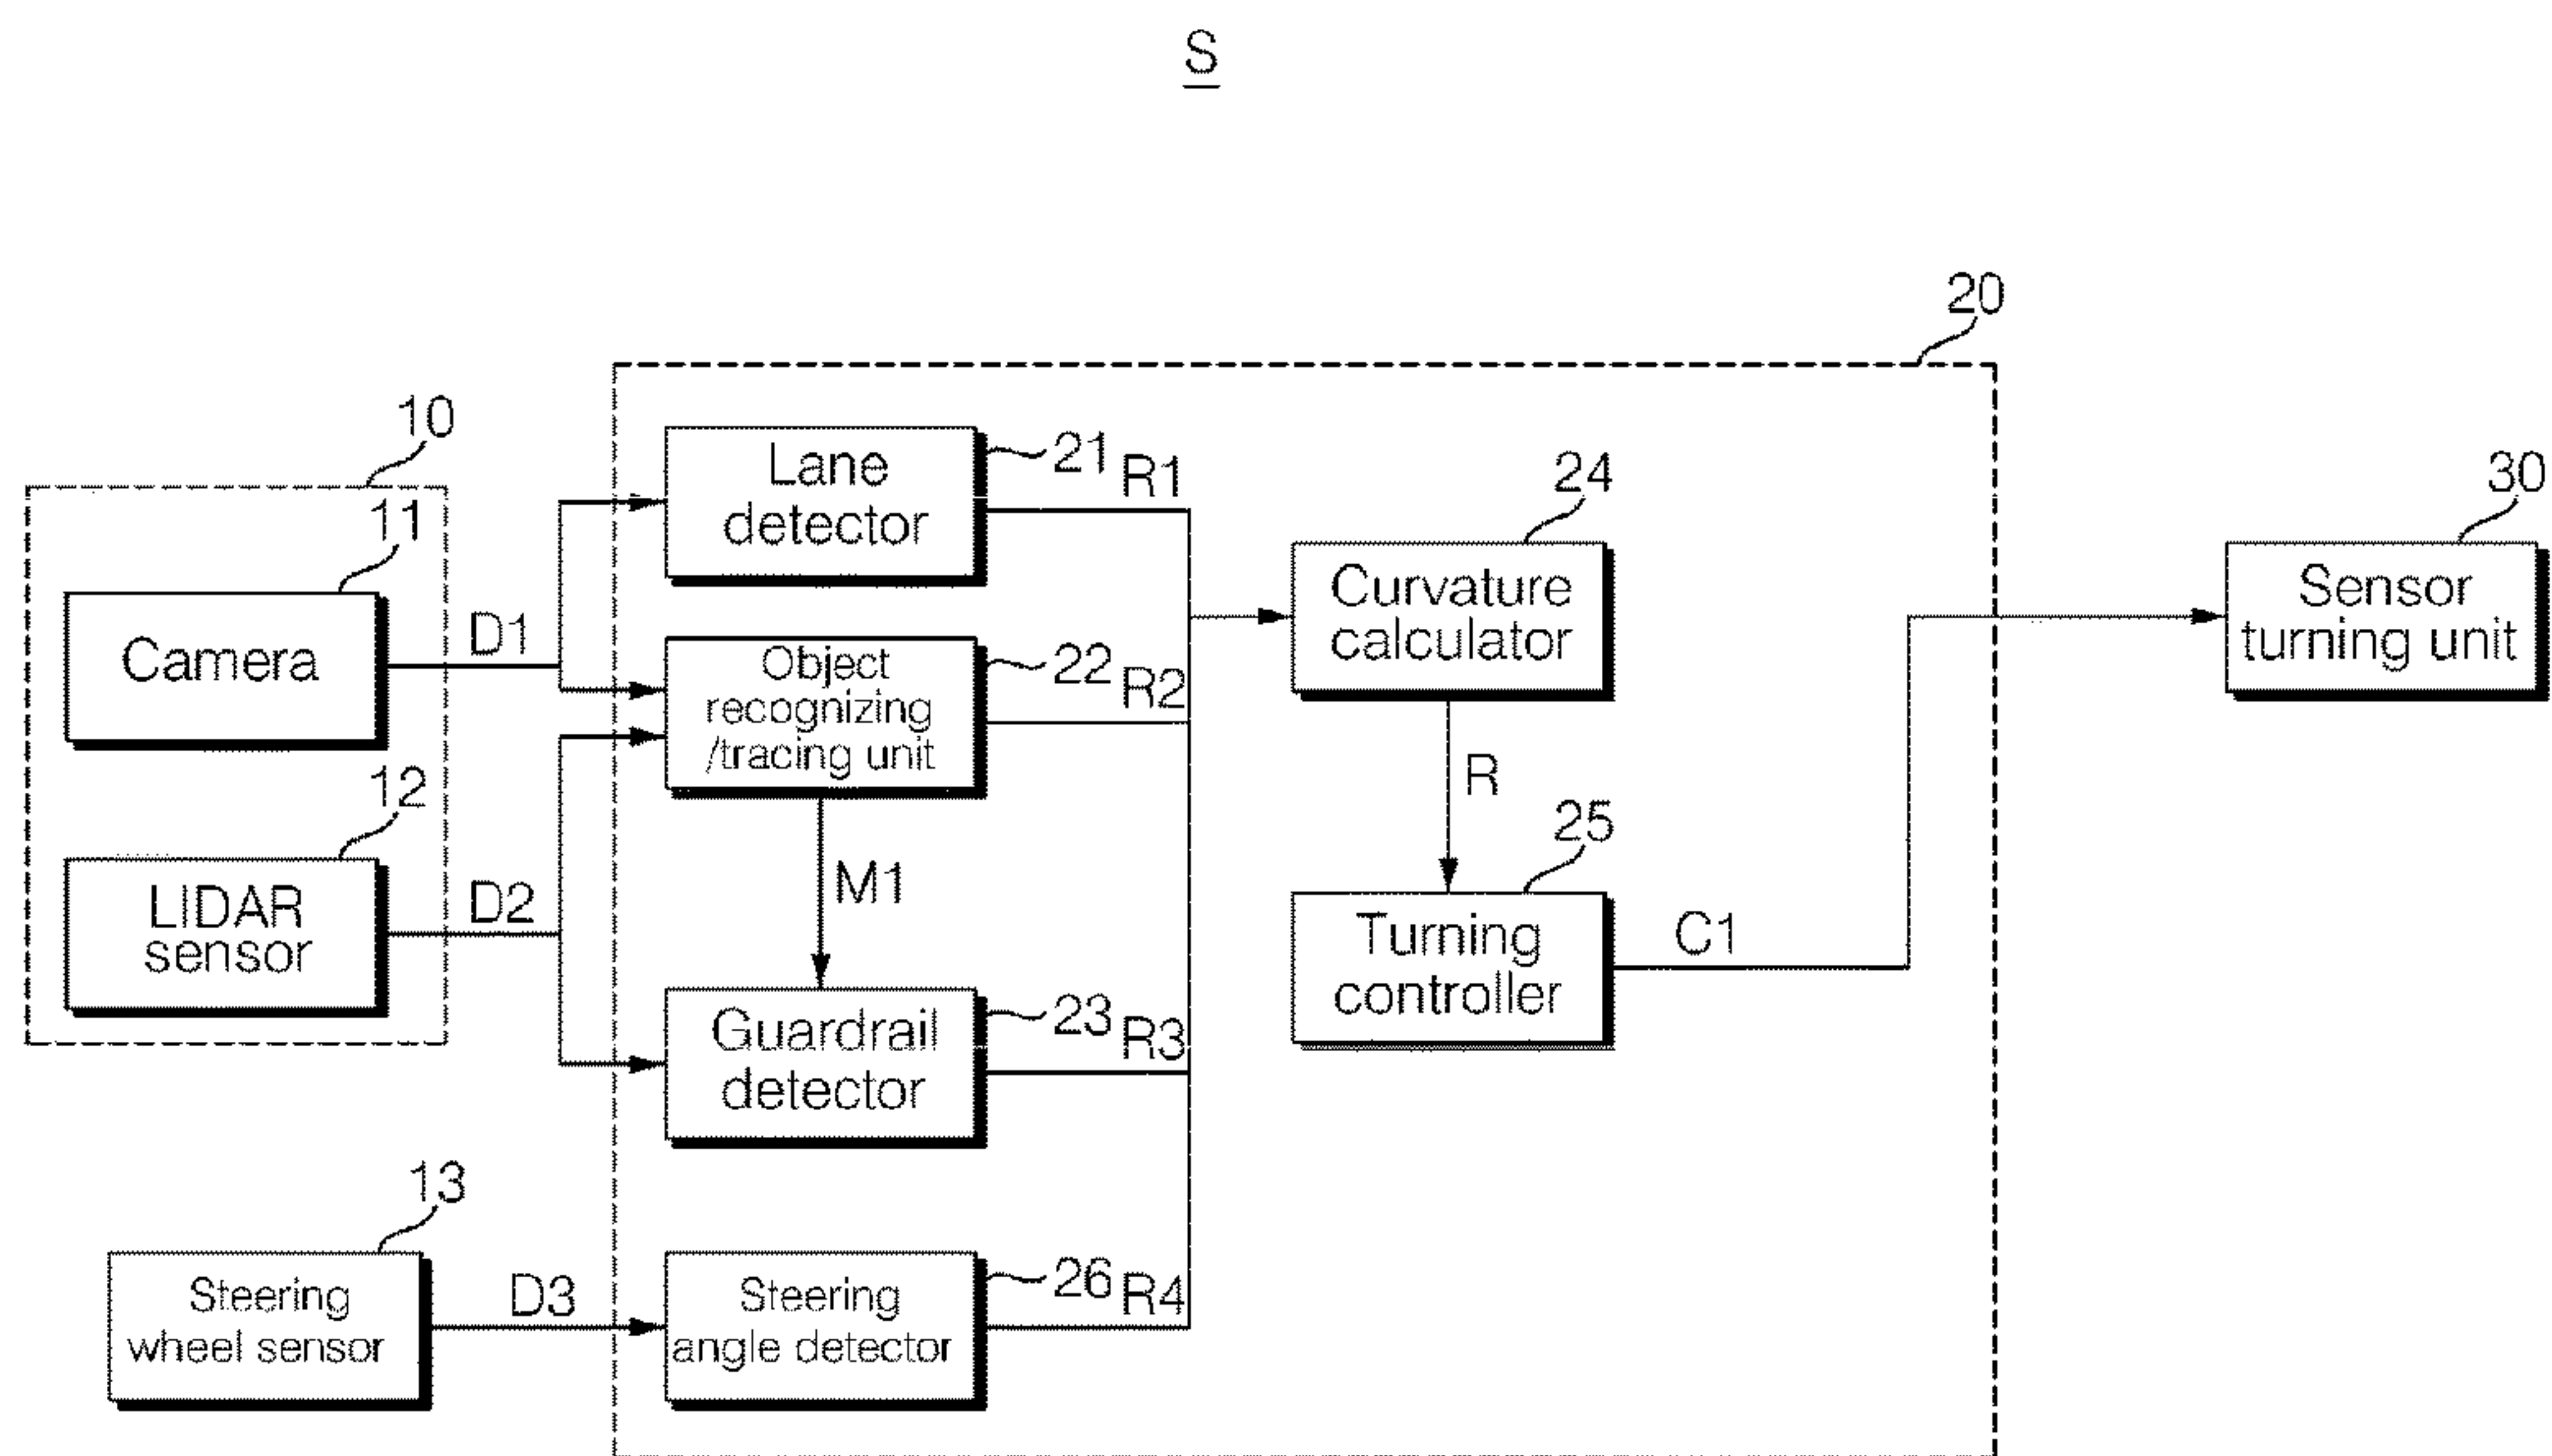 S
20
10
21
R1
Lane
detector
24
30
11
Camera
D1
22
R2
Object
recognizing
/tracing unit
Curvature
calculator
Sensor
turning unit
R
12
LIDAR
sensor
D2
M1
25
Turning
controller
C1
23
R3
Guardrail
detector
13
Steering
wheel sensor
D3
26
R4
Steering
angle detector